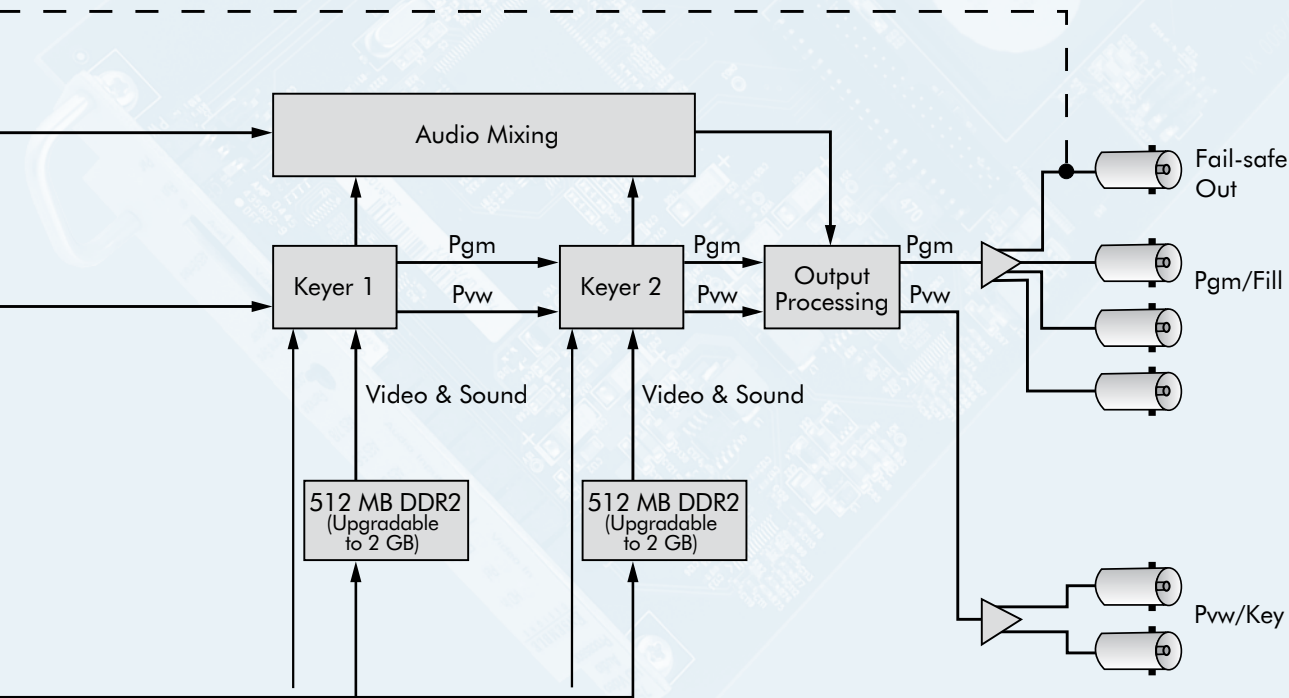 Audio Mixing
Fail-safe
Out
Pgm
Pgm
Pgm
Keyer 1
Keyer 2
Output
Processing
Pgm/Fill
Pvw
Pvw
Pvw
Video & Sound
Video & Sound
512 MB DDR2
(Upgradable
to 2 GB)
512 MB DDR2
(Upgradable
to 2 GB)
Pvw/Key